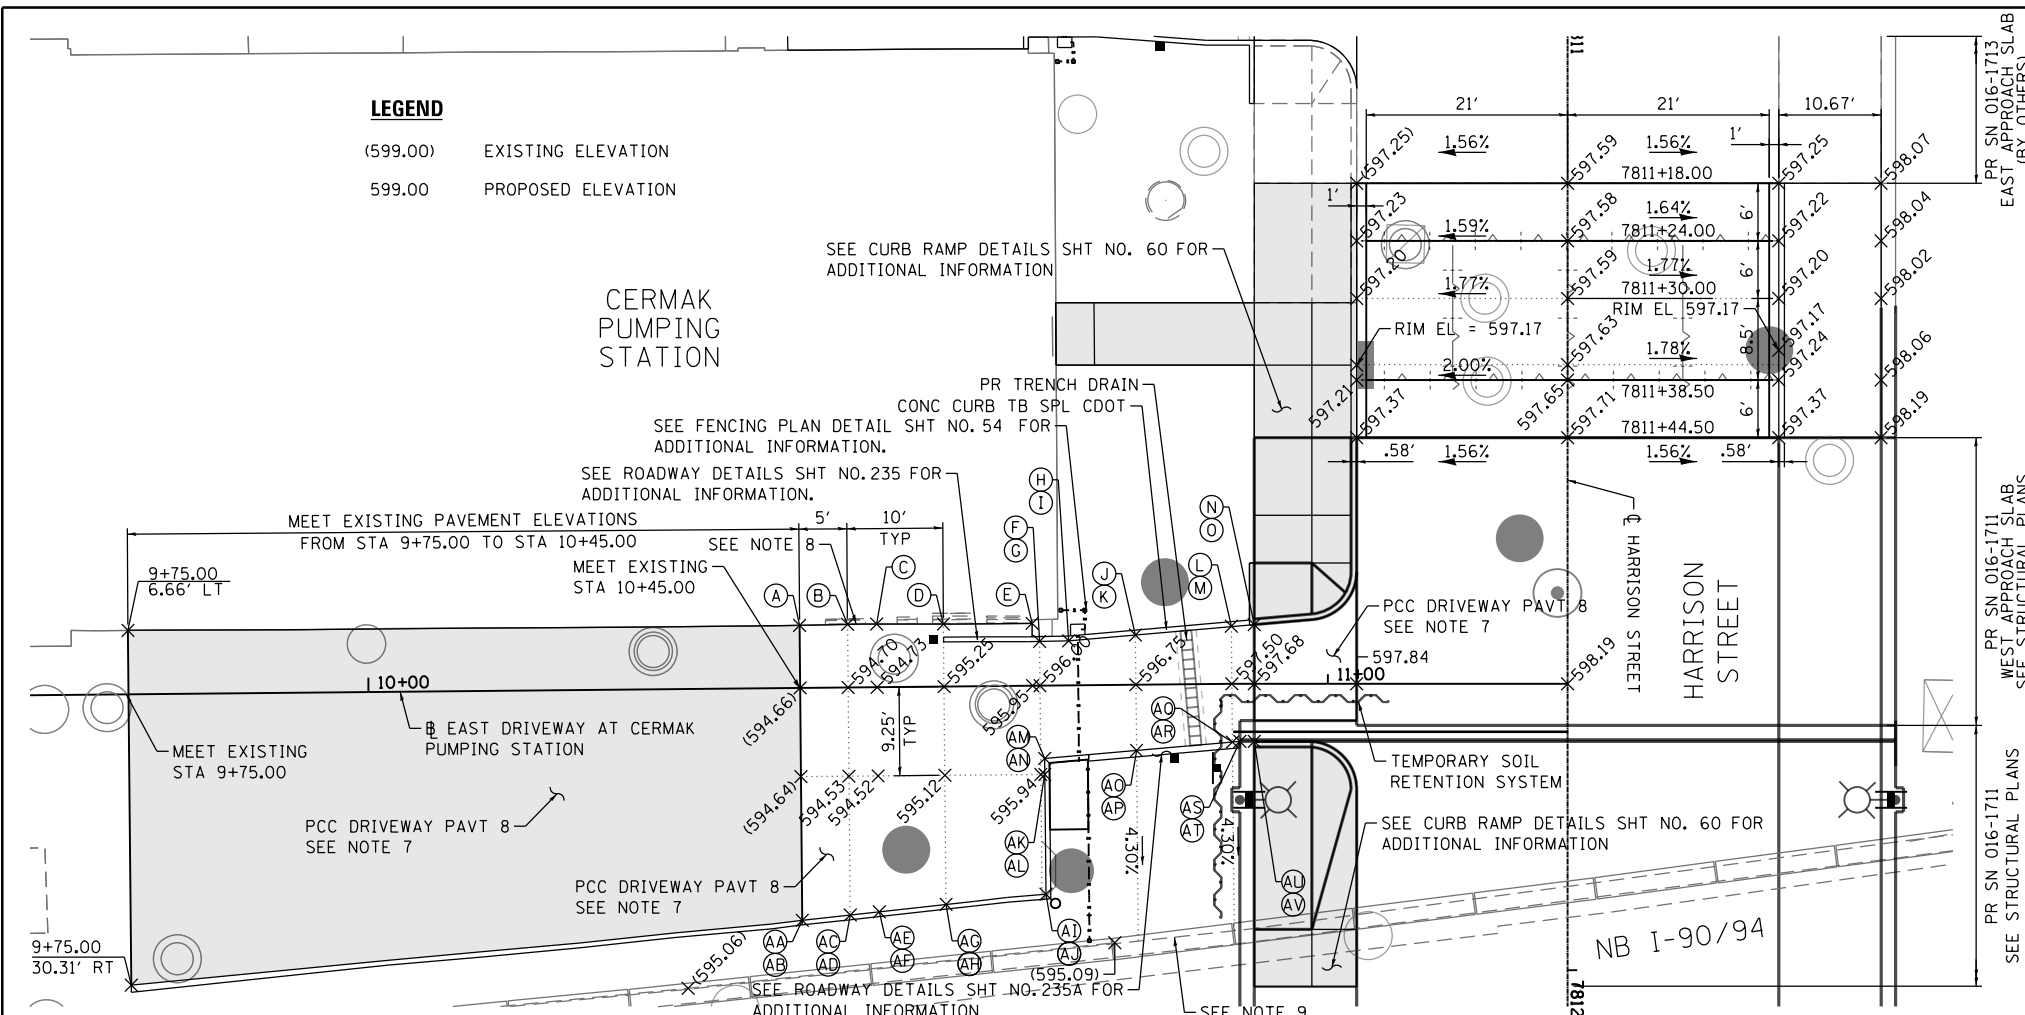 LEGEND
(599.00) EXISTING ELEVATION
599.00 PROPOSED ELEVATION
CERMAK
PUMPING
STATION
SEE CURB RAMP DETAILS SHT NO. 60 FOR
ADDITIONAL INFORMATION
PR TRENCH DRAIN
CONC CURB TB SPL CDOT
SEE FENCING PLAN DETAIL SHT NO. 54 FOR
ADDITIONAL INFORMATION.
SEE ROADWAY DETAILS SHT NO. 235 FOR
ADDITIONAL INFORMATION.
MEET EXISTING PAVEMENT ELEVATIONS
FROM STA 9+75.00 TO STA 10+45.00
5'
10'
TYP
SEE NOTE 8
MEET EXISTING
STA 10+45.00
9+75.00
6.66' LT
A
B
C
D
E
F
G
H
I
J
K
L
M
N
O
21'
21'
10.67'
1.56%
1.56%
1'
(597.25)
597.59
597.25
598.07
7811+18.00
1'
597.23
597.58
1.64%
597.22
598.04
6'
1.59%
7811+24.00
597.20
597.59
1.77%
597.20
598.02
6'
1.77%
7811+30.00
RIM EL 597.17
RIM EL = 597.17
597.63
597.17
8.5'
1.78%
597.24
598.06
2.00%
7811+38.50
597.21
597.37
597.65
597.71
6'
597.37
598.19
7811+44.50
.58'
1.56%
1.56%
.58'
811
PR SN 016-1713
EAST APPROACH SLAB
(BY OTHERS)
PR SN 016-1711
WEST APPROACH SLAB
SEE STRUCTURAL PLANS
PR SN 016-1711
SEE STRUCTURAL PLANS
℄ HARRISON STREET
HARRISON
STREET
PCC DRIVEWAY PAVT 8
SEE NOTE 7
597.84
598.19
11+00
10+00
594.70
594.73
595.25
595.95
596.75
597.50
597.68
(594.66)
9.25'
TYP
(594.64)
594.53
594.52
595.12
595.94
B̲L EAST DRIVEWAY AT CERMAK
PUMPING STATION
MEET EXISTING
STA 9+75.00
PCC DRIVEWAY PAVT 8
SEE NOTE 7
PCC DRIVEWAY PAVT 8
SEE NOTE 7
AM
AN
AK
AL
AO
AP
AQ
AR
AS
AT
AU
AV
4.30%
4.30%
TEMPORARY SOIL
RETENTION SYSTEM
SEE CURB RAMP DETAILS SHT NO. 60 FOR
ADDITIONAL INFORMATION
NB I-90/94
9+75.00
30.31' RT
(595.06)
AA
AB
AC
AD
AE
AF
AG
AH
AI
AJ
(595.09)
SEE ROADWAY DETAILS SHT NO. 235A FOR
ADDITIONAL INFORMATION
SEE NOTE 9
7812